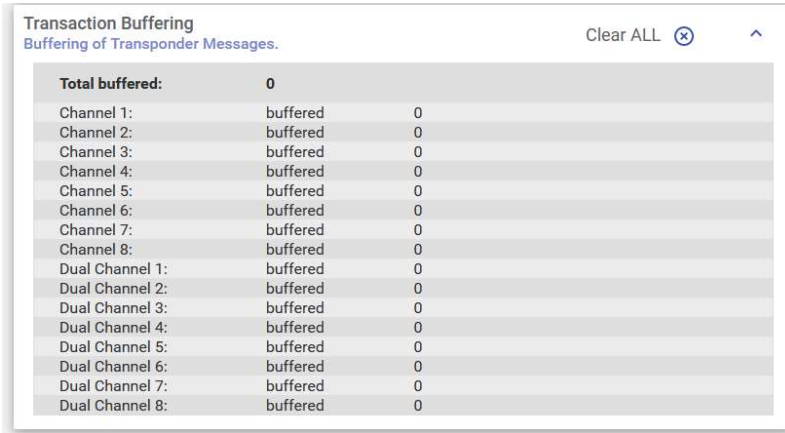 Transaction Buffering
Buffering of Transponder Messages.
Clear ALL
Total buffered: 0
Channel 1: buffered 0
Channel 2: buffered 0
Channel 3: buffered 0
Channel 4: buffered 0
Channel 5: buffered 0
Channel 6: buffered 0
Channel 7: buffered 0
Channel 8: buffered 0
Dual Channel 1: buffered 0
Dual Channel 2: buffered 0
Dual Channel 3: buffered 0
Dual Channel 4: buffered 0
Dual Channel 5: buffered 0
Dual Channel 6: buffered 0
Dual Channel 7: buffered 0
Dual Channel 8: buffered 0